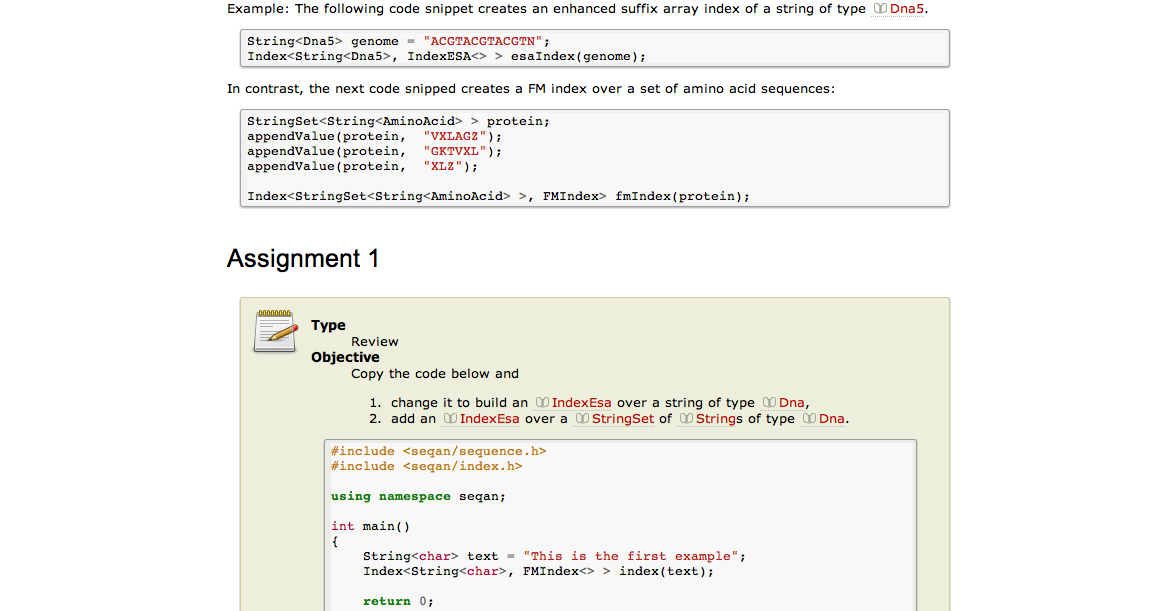 Example: The following code snippet creates an enhanced suffix array index of a string of type Dna5.
String<Dna5> genome = "ACGTACGTACGTN";
Index<String<Dna5>, IndexESA<> > esaIndex(genome);
In contrast, the next code snipped creates a FM index over a set of amino acid sequences:
StringSet<String<AminoAcid> > protein;
appendValue(protein,  "VXLAGZ");
appendValue(protein,  "GKTVXL");
appendValue(protein,  "XLZ");
Index<StringSet<String<AminoAcid> >, FMIndex> fmIndex(protein);
Assignment 1
Type
Review
Objective
Copy the code below and
1. change it to build an IndexEsa over a string of type Dna,
2. add an IndexEsa over a StringSet of Strings of type Dna.
#include <seqan/sequence.h>
#include <seqan/index.h>
using namespace seqan;
int main()
{
    String<char> text = "This is the first example";
    Index<String<char>, FMIndex<> > index(text);
    return 0;